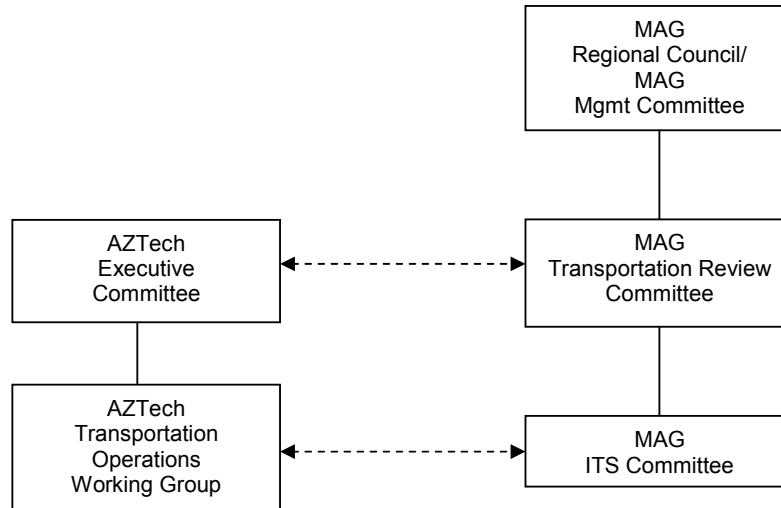 MAG
Regional Council/
MAG
Mgmt Committee
AZTech
Executive
Committee
MAG
Transportation Review
Committee
AZTech
Transportation
Operations
Working Group
MAG
ITS Committee